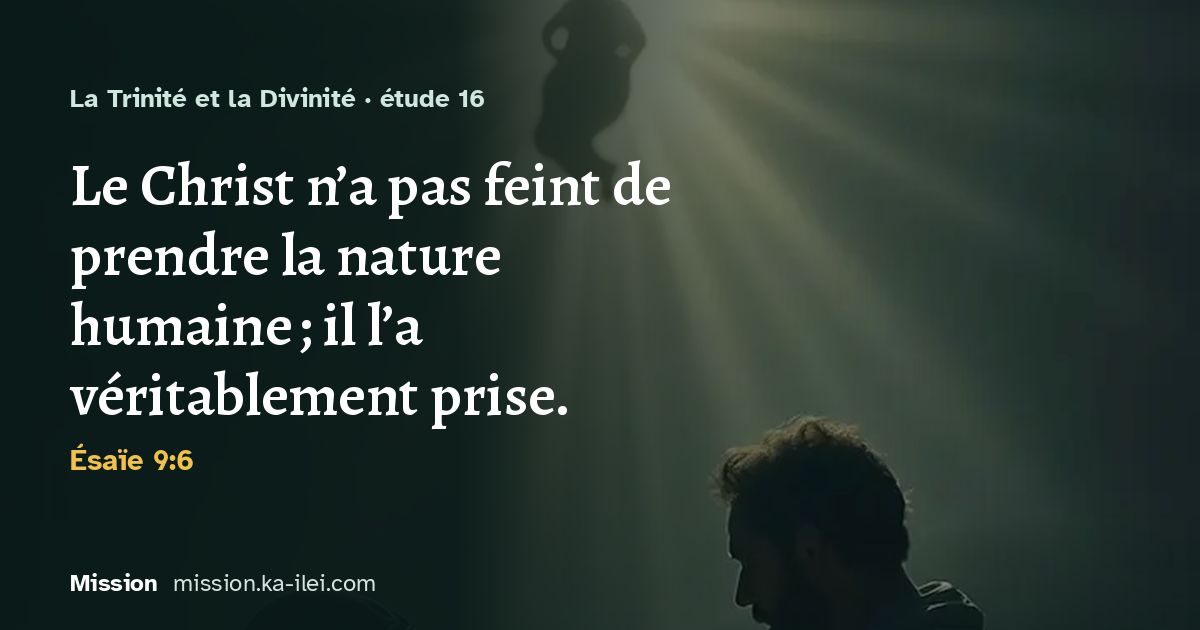 La Trinité et la Divinité · étude 16
Le Christ n’a pas feint de
prendre la nature
humaine ; il l’a
véritablement prise.
Ésaïe 9:6
Mission mission.ka-ilei.com